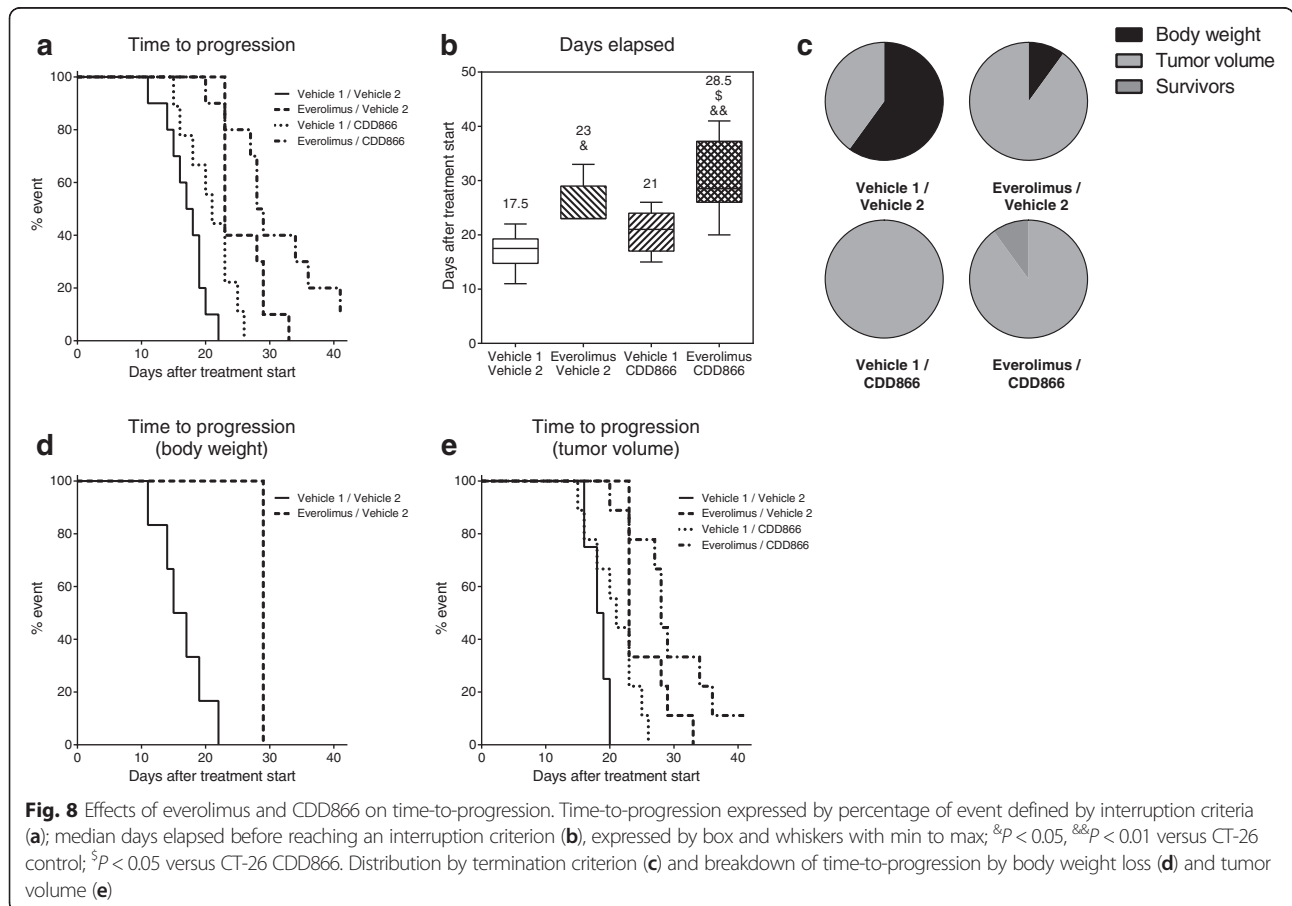 a
Time to progression
100
80
60
40
20
0
% event
0 10 20 30 40
Days after treatment start
Vehicle 1 / Vehicle 2
Everolimus / Vehicle 2
Vehicle 1 / CDD866
Everolimus / CDD866
b
Days elapsed
50
40
30
20
10
0
Days after treatment start
17.5
23
&
21
28.5
$
&&
Vehicle 1
Vehicle 2
Everolimus
Vehicle 2
Vehicle 1
CDD866
Everolimus
CDD866
c
Body weight
Tumor volume
Survivors
Vehicle 1 /
Vehicle 2
Everolimus /
Vehicle 2
Vehicle 1 /
CDD866
Everolimus /
CDD866
d
Time to progression
(body weight)
100
80
60
40
20
0
% event
0 10 20 30 40
Days after treatment start
Vehicle 1 / Vehicle 2
Everolimus / Vehicle 2
e
Time to progression
(tumor volume)
100
80
60
40
20
0
% event
0 10 20 30 40
Days after treatment start
Vehicle 1 / Vehicle 2
Everolimus / Vehicle 2
Vehicle 1 / CDD866
Everolimus / CDD866
Fig. 8 Effects of everolimus and CDD866 on time-to-progression. Time-to-progression expressed by percentage of event defined by interruption criteria
(a); median days elapsed before reaching an interruption criterion (b), expressed by box and whiskers with min to max; &P < 0.05, &&P < 0.01 versus CT-26
control; $P < 0.05 versus CT-26 CDD866. Distribution by termination criterion (c) and breakdown of time-to-progression by body weight loss (d) and tumor
volume (e)